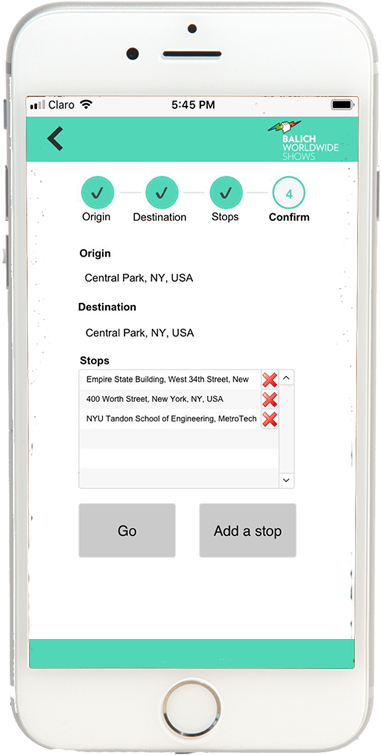 Claro 5:45 PM
BALICH
WORLDWIDE
SHOWS
4
Origin Destination Stops Confirm
Origin
Central Park, NY, USA
Destination
Central Park, NY, USA
Stops
Empire State Building, West 34th Street, New
400 Worth Street, New York, NY, USA
NYU Tandon School of Engineering, MetroTech
Go Add a stop